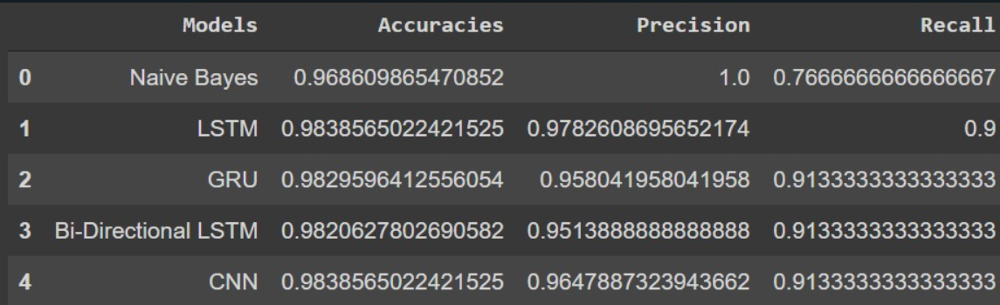 Models Accuracies Precision Recall
0 Naive Bayes 0.968609865470852 1.0 0.7666666666666667
1 LSTM 0.9838565022421525 0.9782608695652174 0.9
2 GRU 0.9829596412556054 0.958041958041958 0.9133333333333333
3 Bi-Directional LSTM 0.9820627802690582 0.9513888888888888 0.9133333333333333
4 CNN 0.9838565022421525 0.9647887323943662 0.9133333333333333